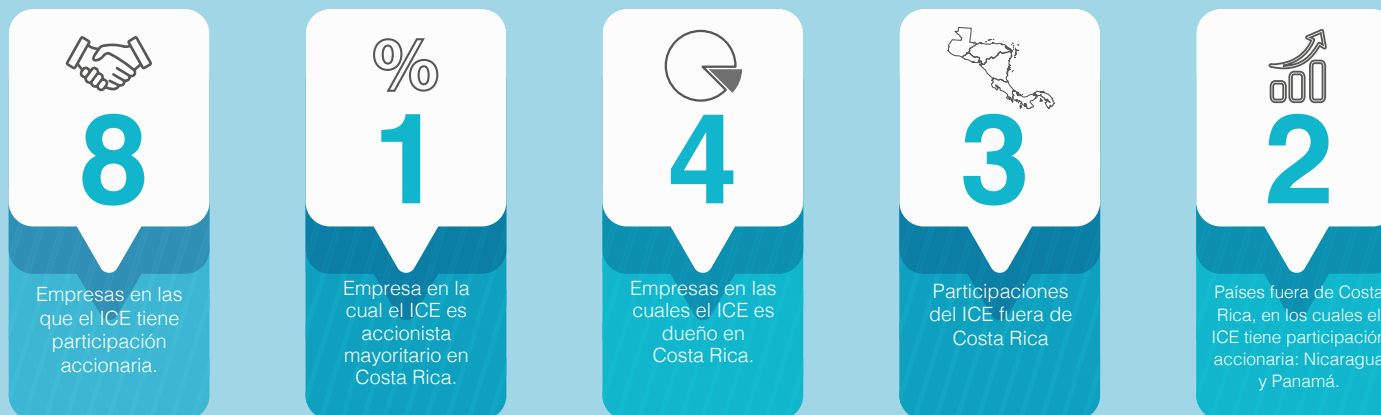 %
8
Empresas en las
que el ICE tiene
participación
accionaria.
1
Empresa en la
cual el ICE es
accionista
mayoritario en
Costa Rica.
4
Empresas en las
cuales el ICE es
dueño en
Costa Rica.
3
Participaciones
del ICE fuera de
Costa Rica
2
Países fuera de Costa
Rica, en los cuales el
ICE tiene participación
accionaria: Nicaragua
y Panamá.